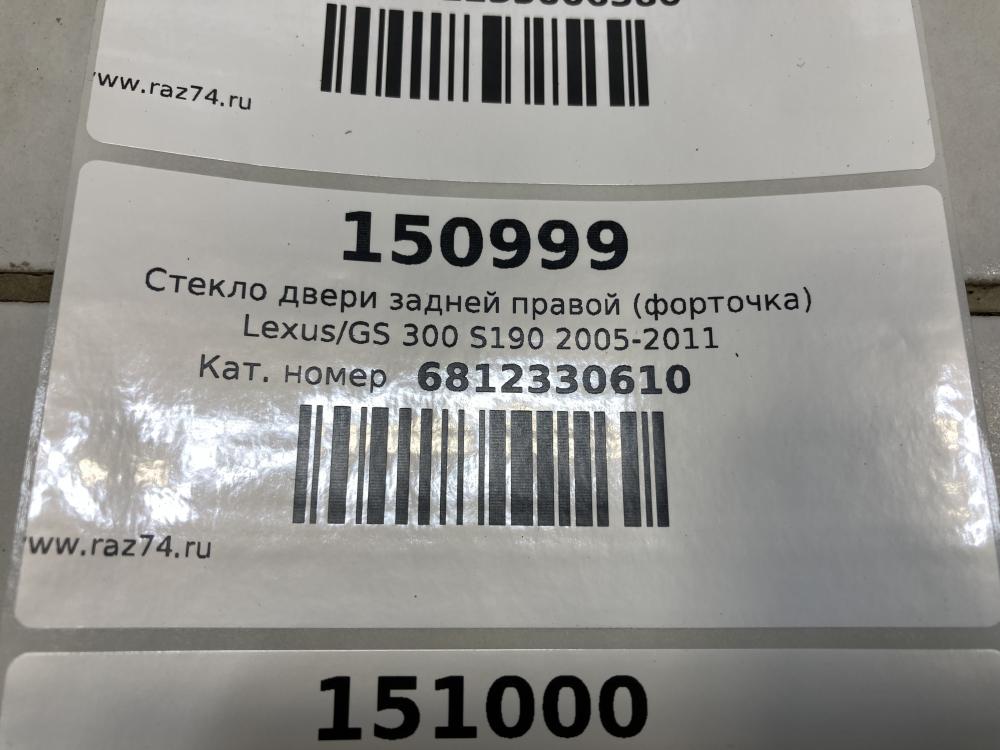 www.raz74.ru
150999
Стекло двери задней правой (форточка)
Lexus/GS 300 S190 2005-2011
Кат. номер 6812330610
www.raz74.ru
151000